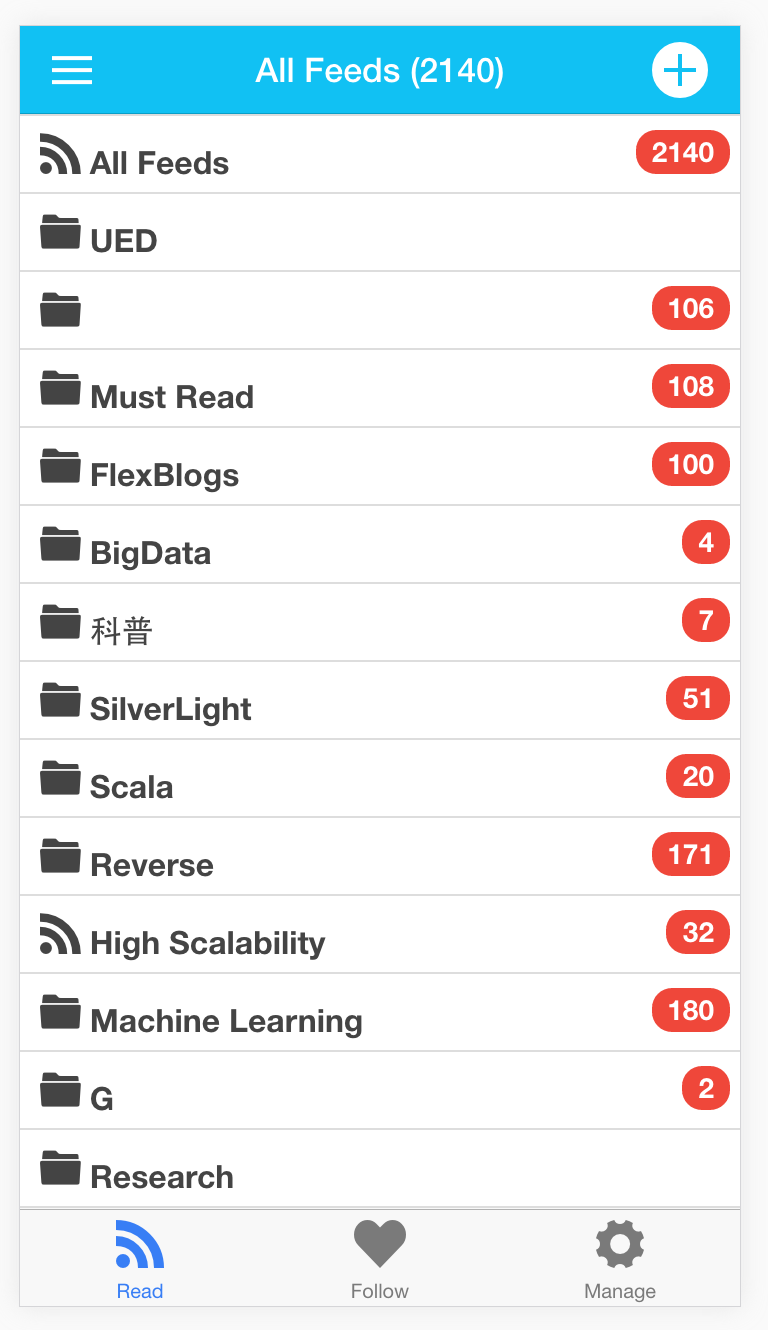 All Feeds (2140)
All Feeds 2140
UED
106
Must Read 108
FlexBlogs 100
BigData 4
科普 7
SilverLight 51
Scala 20
Reverse 171
High Scalability 32
Machine Learning 180
G 2
Research
Read Follow Manage